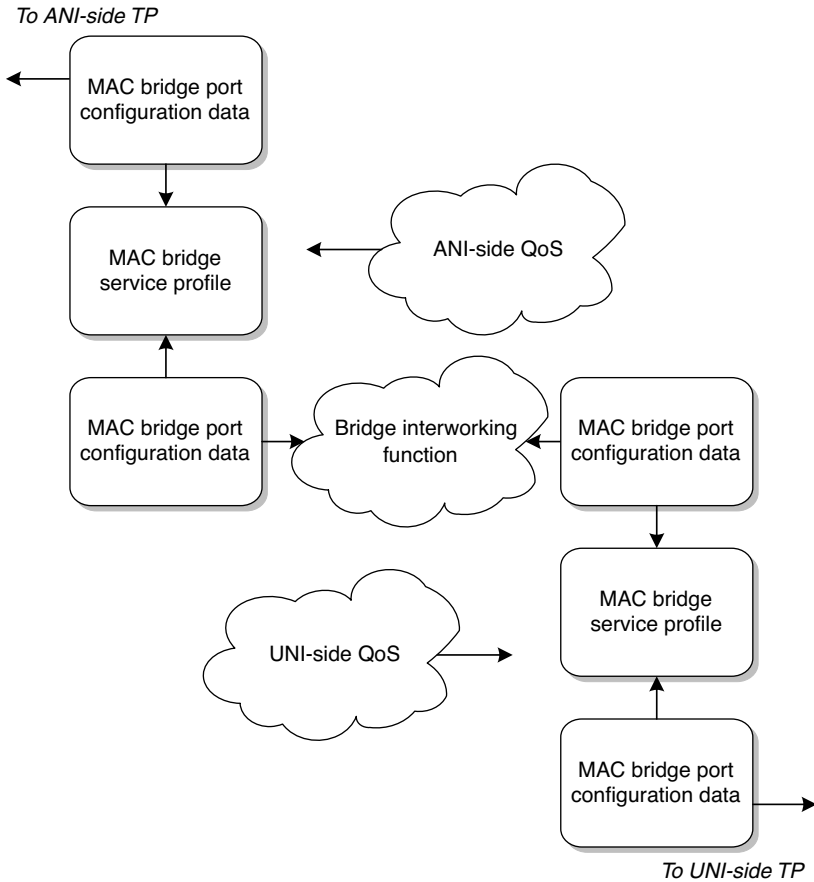 To ANI-side TP
MAC bridge port
configuration data
MAC bridge
service profile
ANI-side QoS
MAC bridge port
configuration data
Bridge interworking
function
MAC bridge port
configuration data
MAC bridge
service profile
UNI-side QoS
MAC bridge port
configuration data
To UNI-side TP